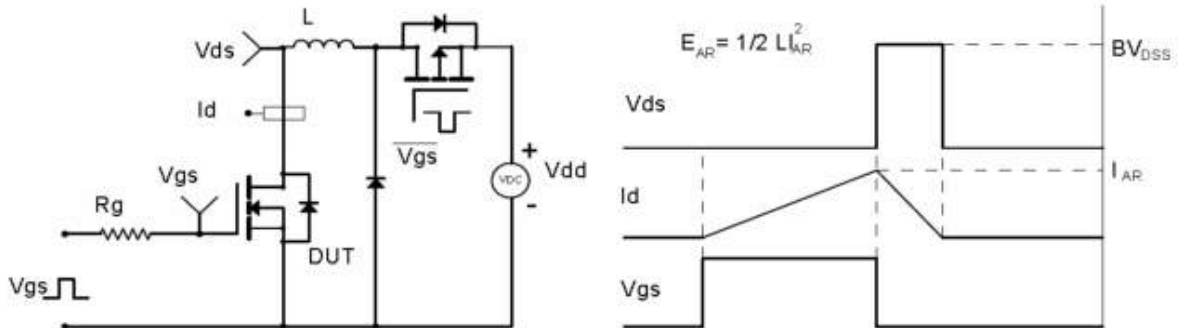 L
Vds
Id
Vgs
Rg
Vgs
DUT
Vgs
VDC
+
-
Vdd
E_AR = 1/2 LI_AR^2
BV_DSS
Vds
I_AR
Id
Vgs